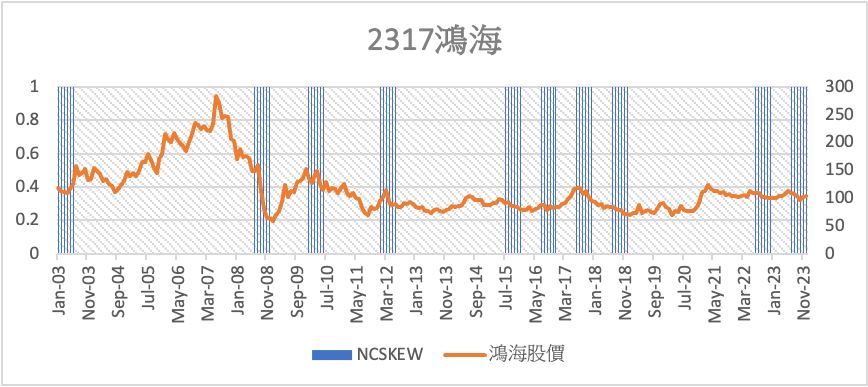 2317鴻海
1
0.8
0.6
0.4
0.2
0
300
250
200
150
100
50
0
Jan-03
Nov-03
Sep-04
Jul-05
May-06
Mar-07
Jan-08
Nov-08
Sep-09
Jul-10
May-11
Mar-12
Jan-13
Nov-13
Sep-14
Jul-15
May-16
Mar-17
Jan-18
Nov-18
Sep-19
Jul-20
May-21
Mar-22
Jan-23
Nov-23
NCSKEW
鴻海股價